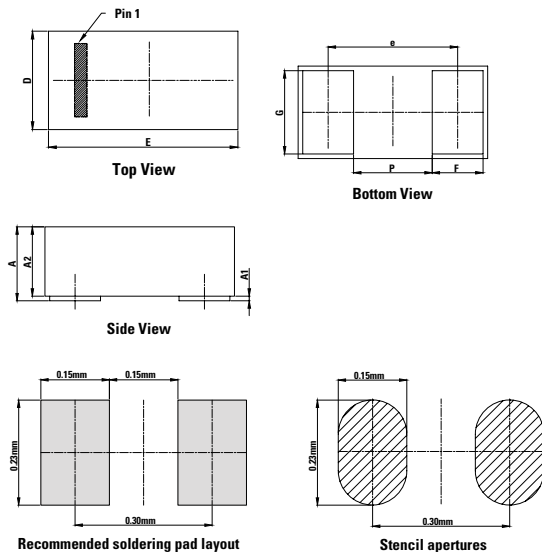 Pin 1
D
E
Top View
e
G
P
F
Bottom View
A
A2
A1
Side View
0.15mm
0.15mm
0.23mm
0.30mm
Recommended soldering pad layout
0.15mm
0.23mm
0.30mm
Stencil apertures